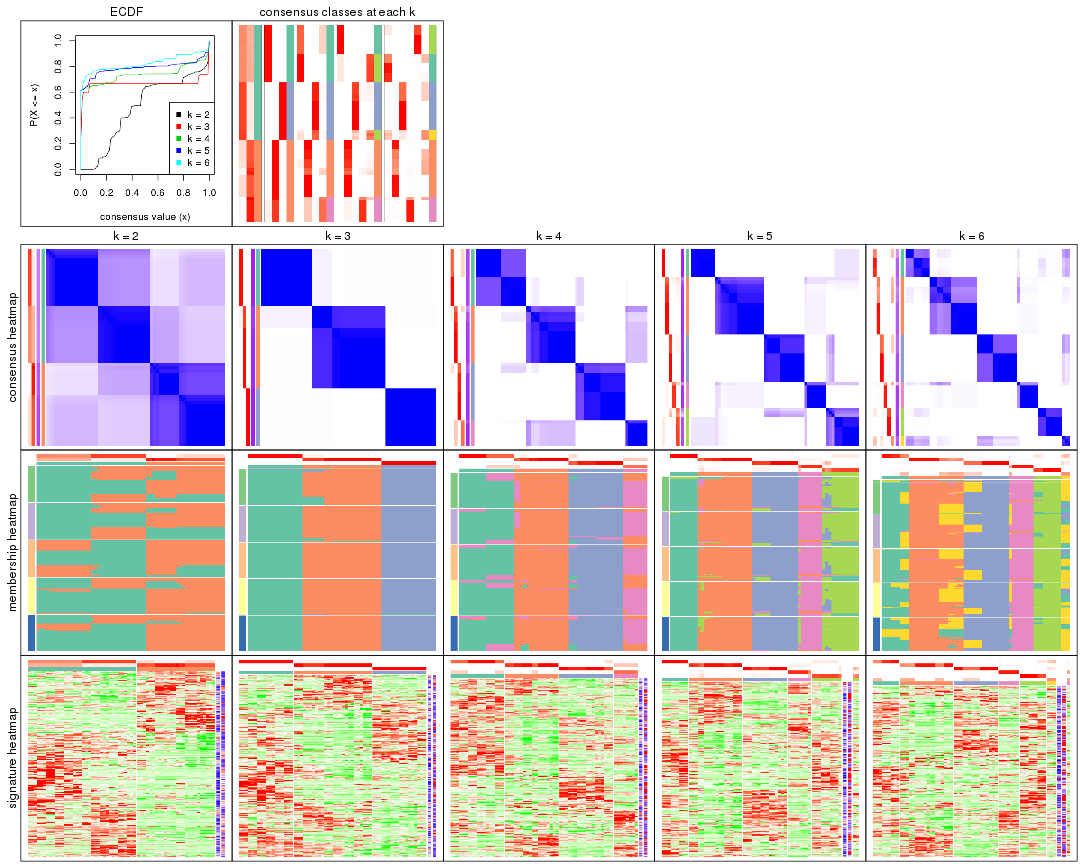 ECDF
consensus classes at each k
P(X <= x)
0.0 0.2 0.4 0.6 0.8 1.0
k = 2
k = 3
k = 4
k = 5
k = 6
0.0 0.2 0.4 0.6 0.8 1.0
consensus value (x)
k = 2
k = 3
k = 4
k = 5
k = 6
consensus heatmap
membership heatmap
signature heatmap